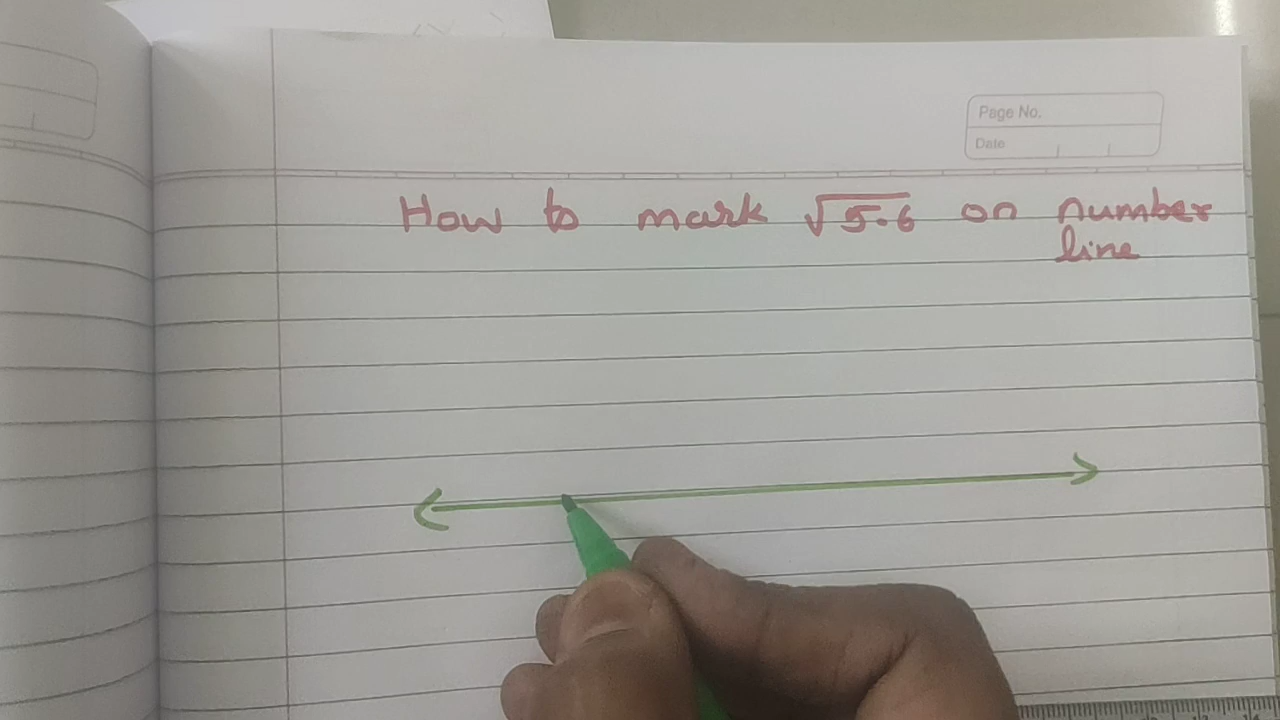 Page No.
Date
How to mark √5.6 on number
line